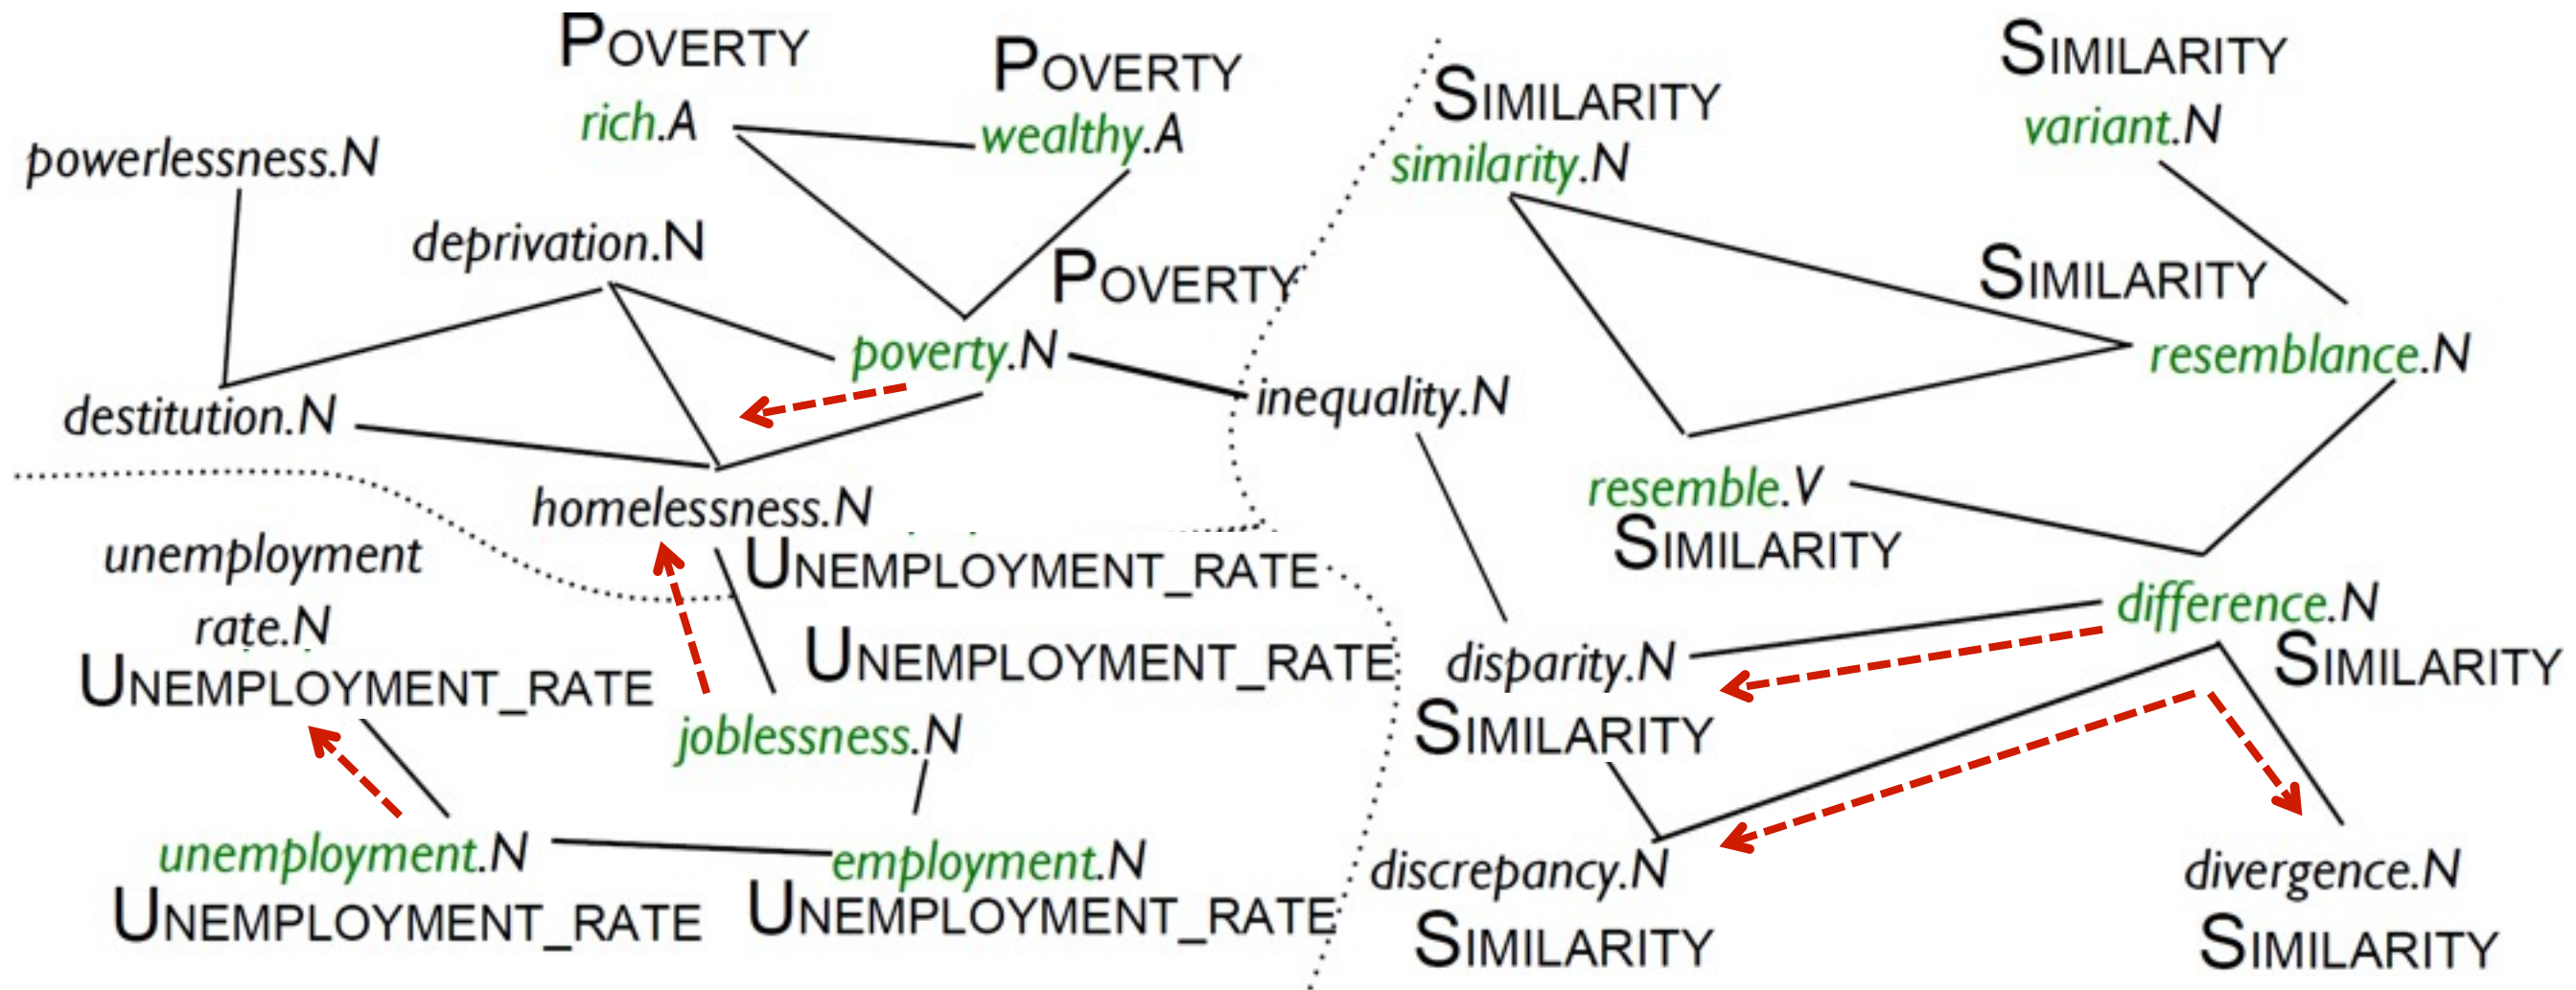 POVERTY
rich.A
POVERTY
wealthy.A
powerlessness.N
deprivation.N
POVERTY
poverty.N
destitution.N
homelessness.N
UNEMPLOYMENT_RATE
unemployment
rate.N
UNEMPLOYMENT_RATE
UNEMPLOYMENT_RATE
joblessness.N
unemployment.N
UNEMPLOYMENT_RATE
employment.N
UNEMPLOYMENT_RATE
SIMILARITY
similarity.N
SIMILARITY
variant.N
SIMILARITY
resemblance.N
inequality.N
resemble.V
SIMILARITY
difference.N
SIMILARITY
disparity.N
SIMILARITY
discrepancy.N
SIMILARITY
divergence.N
SIMILARITY